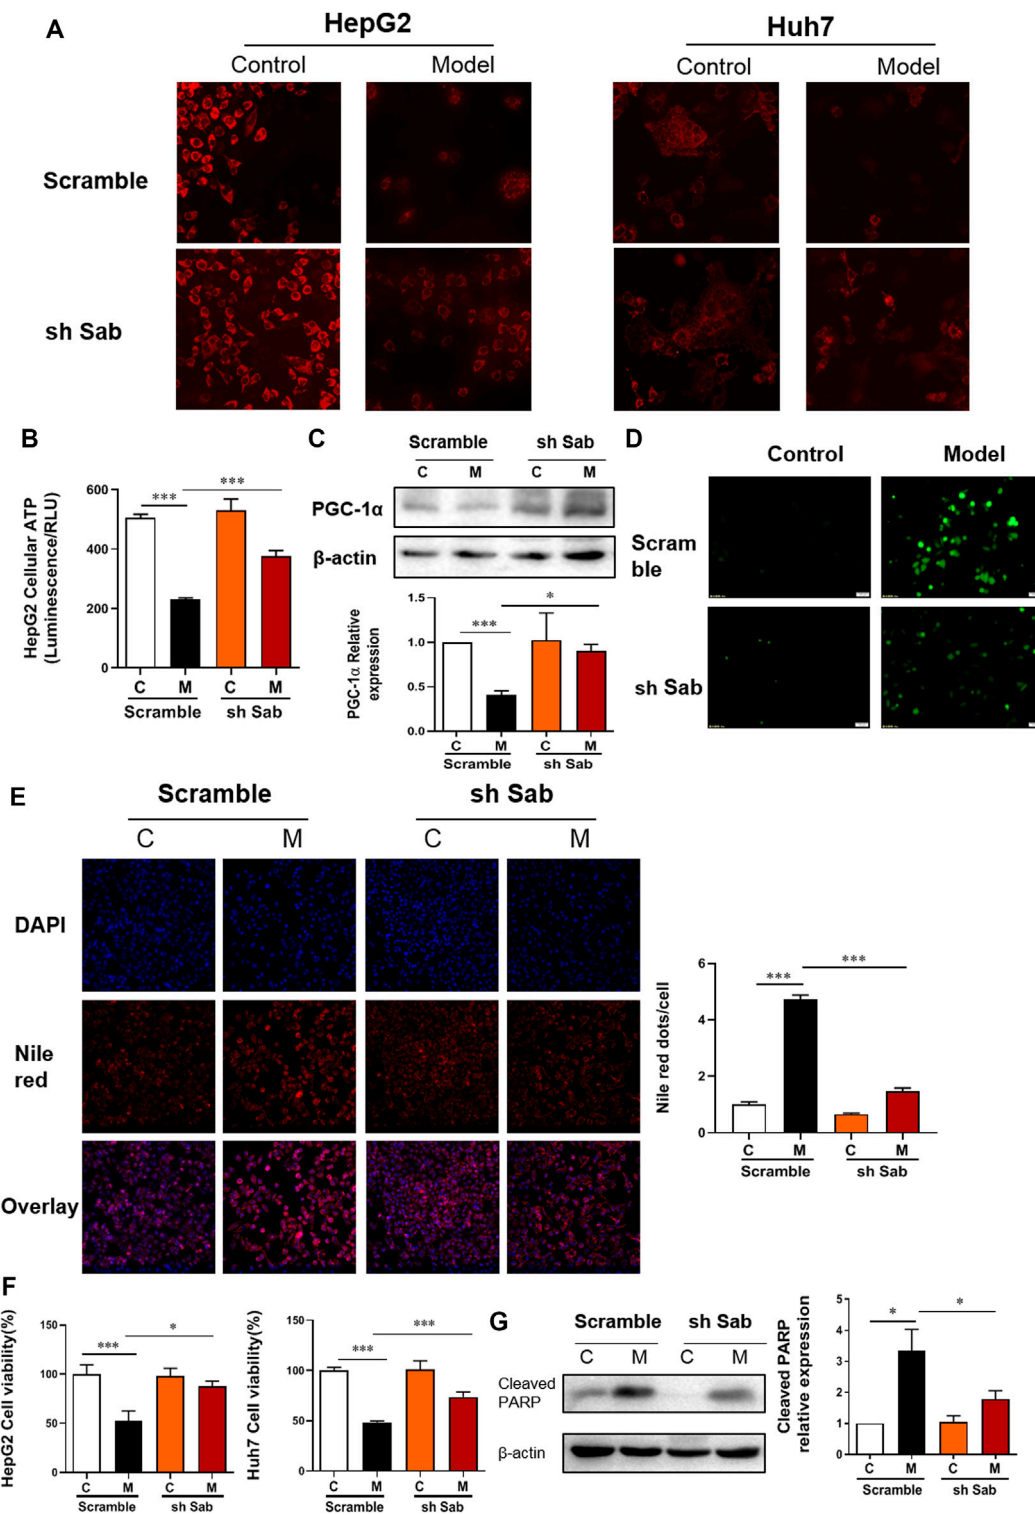 A
HepG2
Huh7
Control
Model
Control
Model
Scramble
sh Sab
B
HepG2 Cellular ATP
(Luminescence/RLU)
600
400
200
0
***
***
C
M
C
M
Scramble
sh Sab
C
Scramble
sh Sab
C
M
C
M
PGC-1α
β-actin
PGC-1α Relative
expression
1.5
1.0
0.5
0.0
***
*
C
M
C
M
Scramble
sh Sab
D
Control
Model
Scram
ble
sh Sab
E
Scramble
sh Sab
C
M
C
M
DAPI
Nile
red
Overlay
Nile red dots/cell
6
4
2
0
***
***
C
M
C
M
Scramble
sh Sab
F
HepG2 Cell viability(%)
150
100
50
0
***
*
C
M
C
M
Scramble
sh Sab
Huh7 Cell viability(%)
150
100
50
0
***
***
C
M
C
M
Scramble
sh Sab
G
Scramble
sh Sab
C
M
C
M
Cleaved
PARP
β-actin
Cleaved PARP
relative expression
5
4
3
2
1
0
*
*
C
M
C
M
Scramble
sh Sab